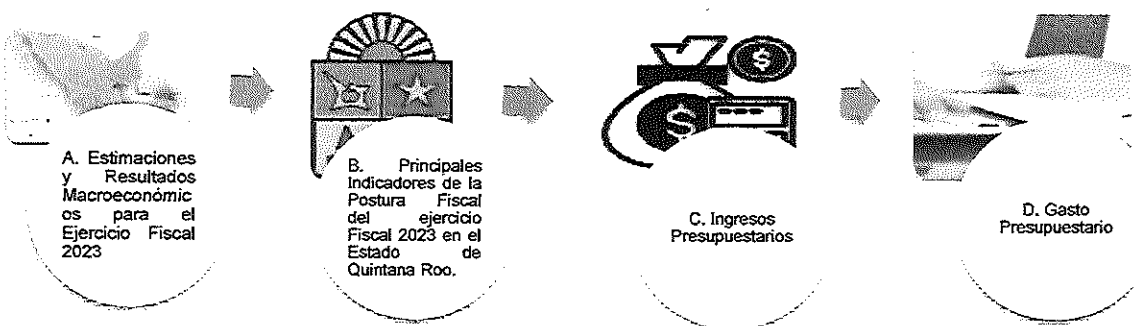 A. Estimaciones
y Resultados
Macroeconómic
os para el
Ejercicio Fiscal
2023
B. Principales
Indicadores de la
Postura Fiscal
del ejercicio
Fiscal 2023 en el
Estado de
Quintana Roo.
$
$
C. Ingresos
Presupuestarios
D. Gasto
Presupuestario